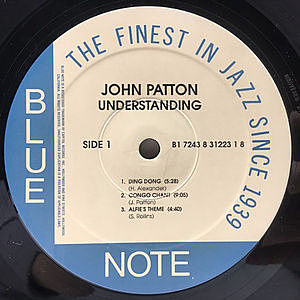 THE FINEST IN JAZZ SINCE 1939
BLUE
NOTE
JOHN PATTON
UNDERSTANDING
SIDE 1
B1 7243 8 31223 1 8
1. DING DONG (5:28)
(H. Alexander)
2. CONGO CHANT (9:05)
(J. Patton)
3. ALFIE'S THEME (4:40)
(S. Rollins)